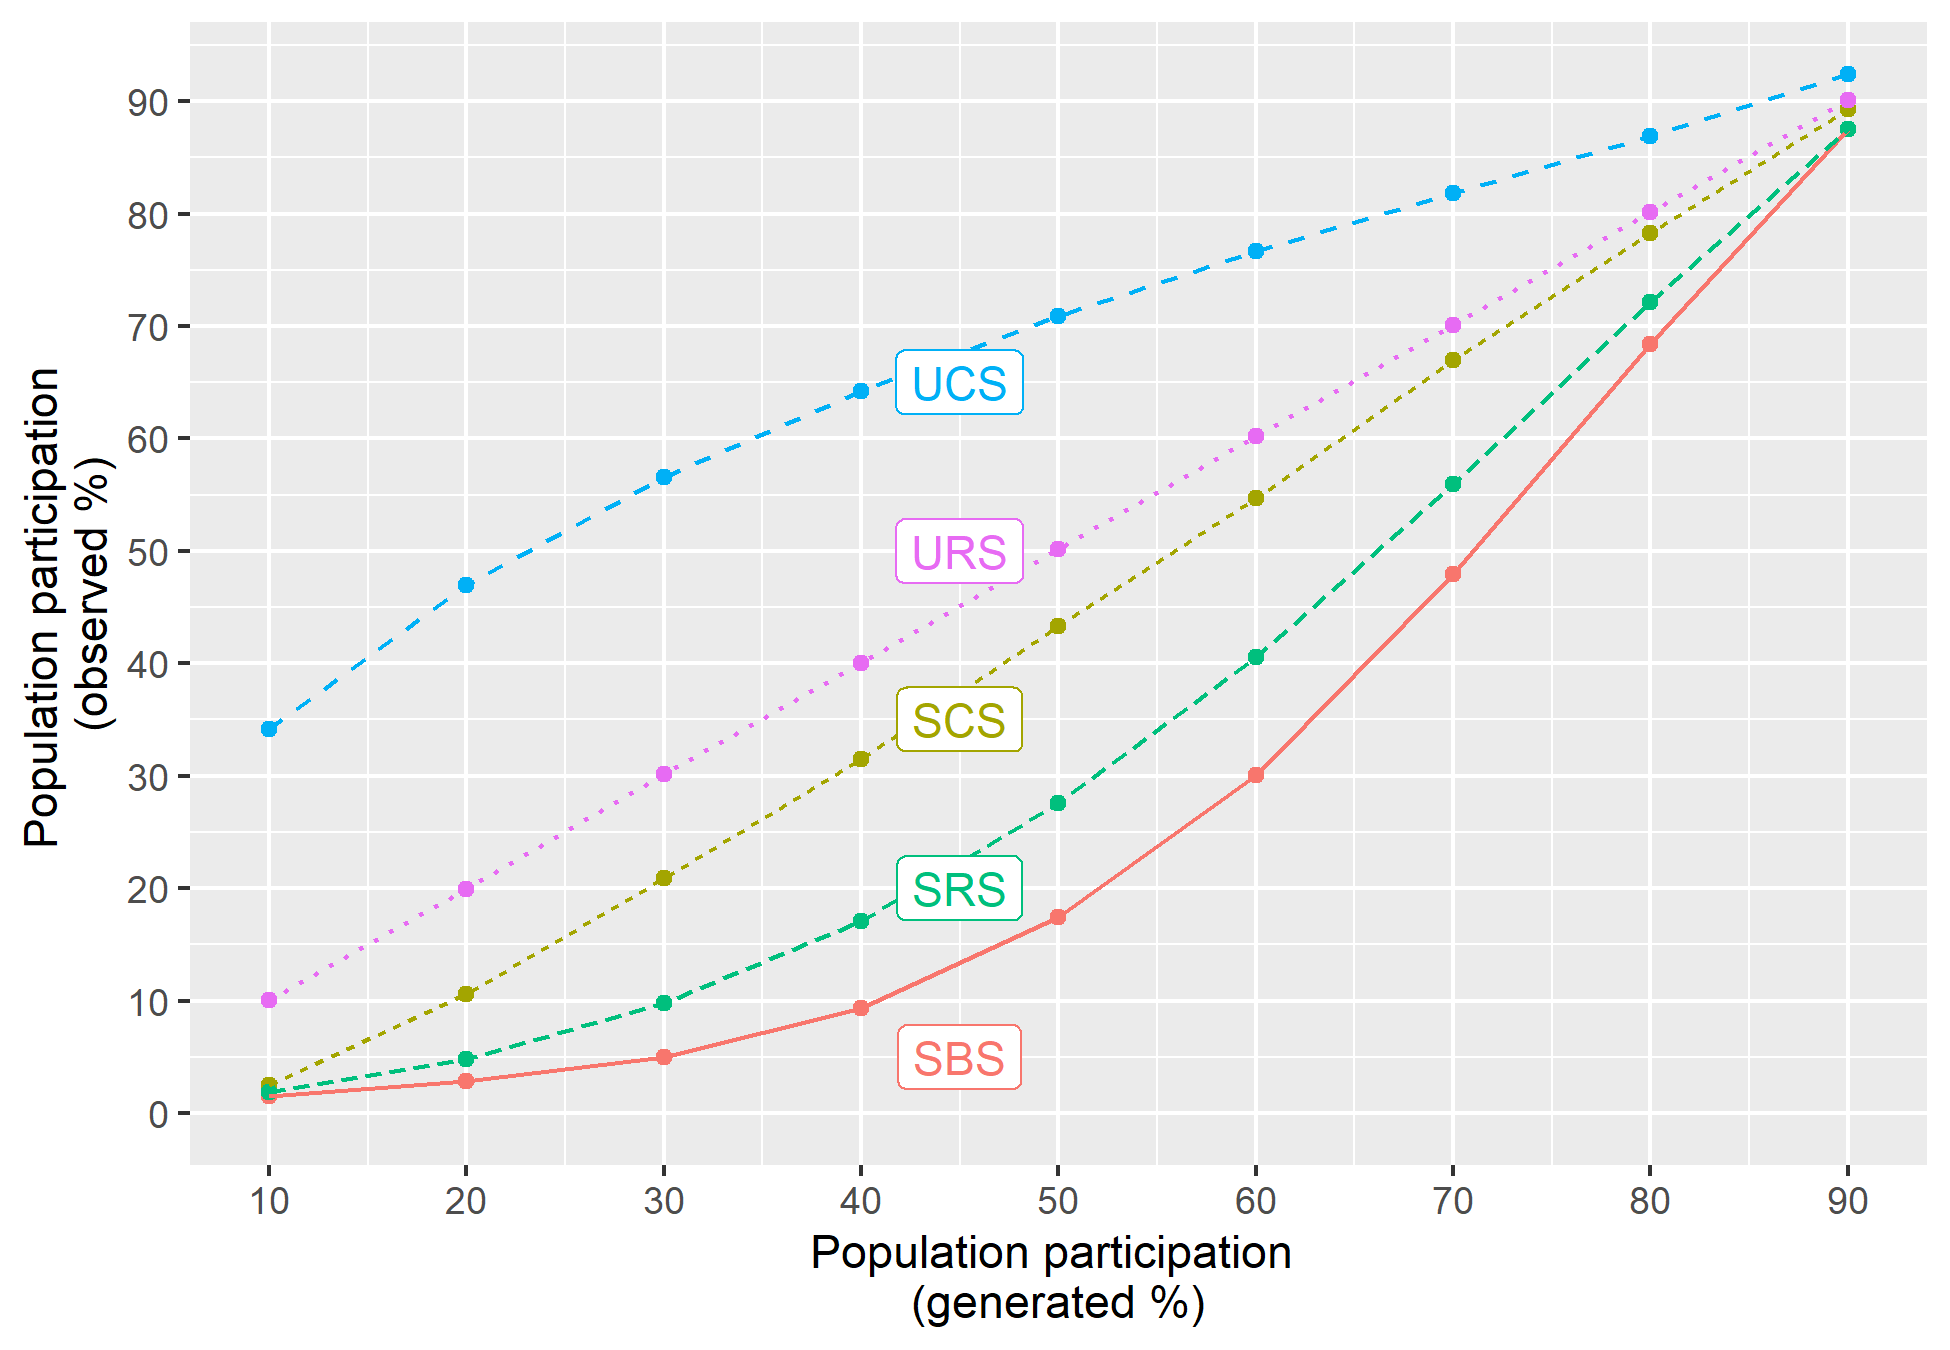 Population participation
(observed %)
90
80
70
60
50
40
30
20
10
0
UCS
URS
SCS
SRS
SBS
10 20 30 40 50 60 70 80 90
Population participation
(generated %)